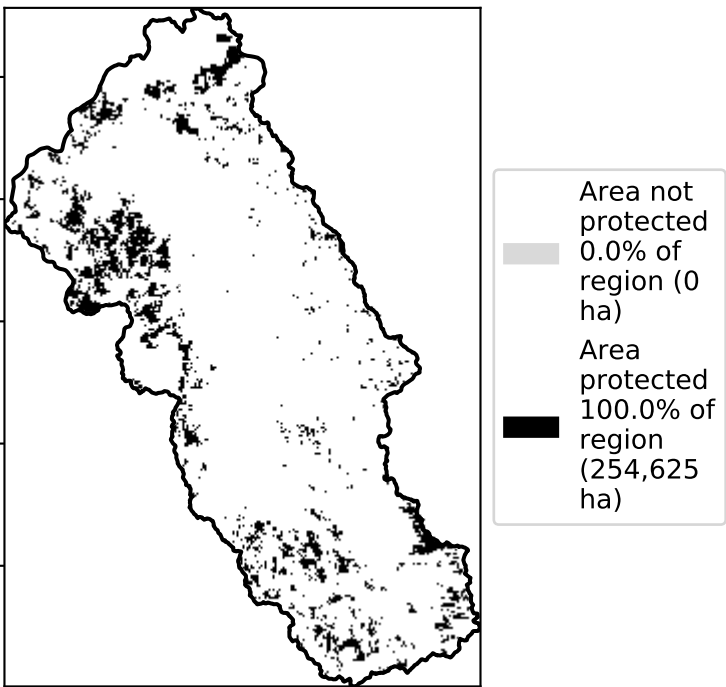 Area not
protected
0.0% of
region (0
ha)
Area
protected
100.0% of
region
(254,625
ha)